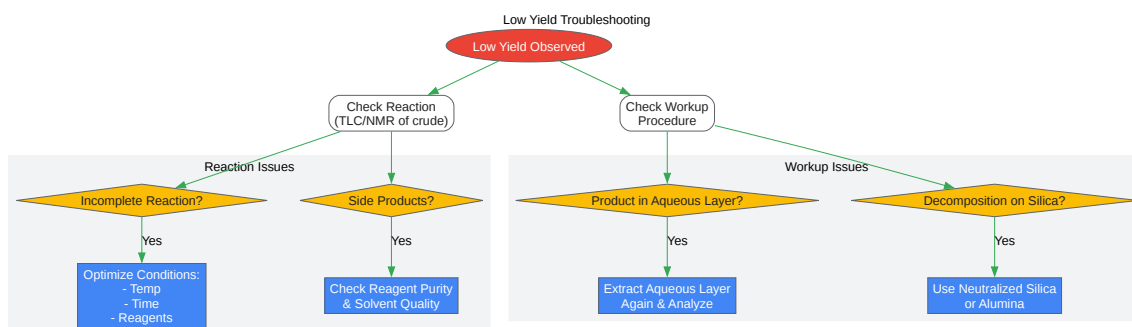 Low Yield Troubleshooting
Low Yield Observed
Check Reaction
(TLC/NMR of crude)
Check Workup
Procedure
Reaction Issues
Workup Issues
Incomplete Reaction?
Side Products?
Product in Aqueous Layer?
Decomposition on Silica?
Yes
Yes
Yes
Yes
Optimize Conditions:
- Temp
- Time
- Reagents
Check Reagent Purity
& Solvent Quality
Extract Aqueous Layer
Again & Analyze
Use Neutralized Silica
or Alumina